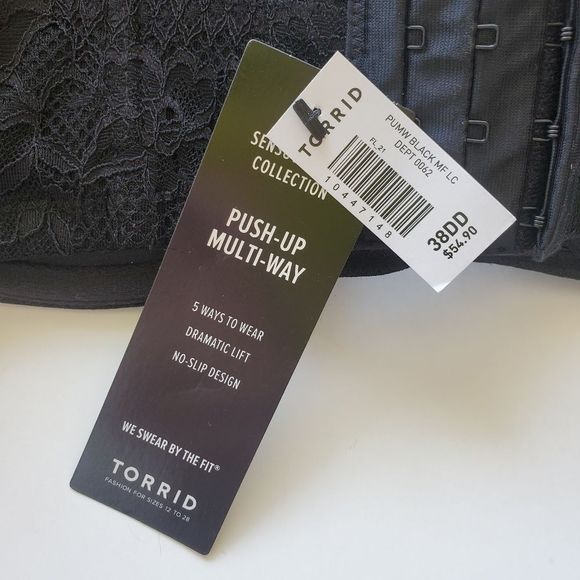 TORRID
PUMW BLACK MF LC
DEPT 0062
FL 21
10447148
38DD
$54.90
COLLECTION
PUSH-UP
MULTI-WAY
5 WAYS TO WEAR
DRAMATIC LIFT
NO-SLIP DESIGN
WE SWEAR BY THE FIT®
TORRID
FASHION FOR SIZES 12 TO 28